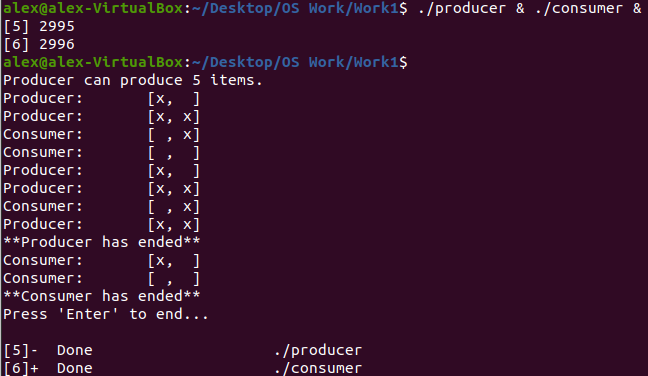 alex@alex-VirtualBox:~/Desktop/OS Work/Work1$ ./producer & ./consumer &
[5] 2995
[6] 2996
alex@alex-VirtualBox:~/Desktop/OS Work/Work1$
Producer can produce 5 items.
Producer:       [x,  ]
Producer:       [x, x]
Consumer:       [ , x]
Consumer:       [ ,  ]
Producer:       [x,  ]
Producer:       [x, x]
Consumer:       [ , x]
Producer:       [x, x]
**Producer has ended**
Consumer:       [x,  ]
Consumer:       [ ,  ]
**Consumer has ended**
Press 'Enter' to end...
[5]-  Done                    ./producer
[6]+  Done                    ./consumer